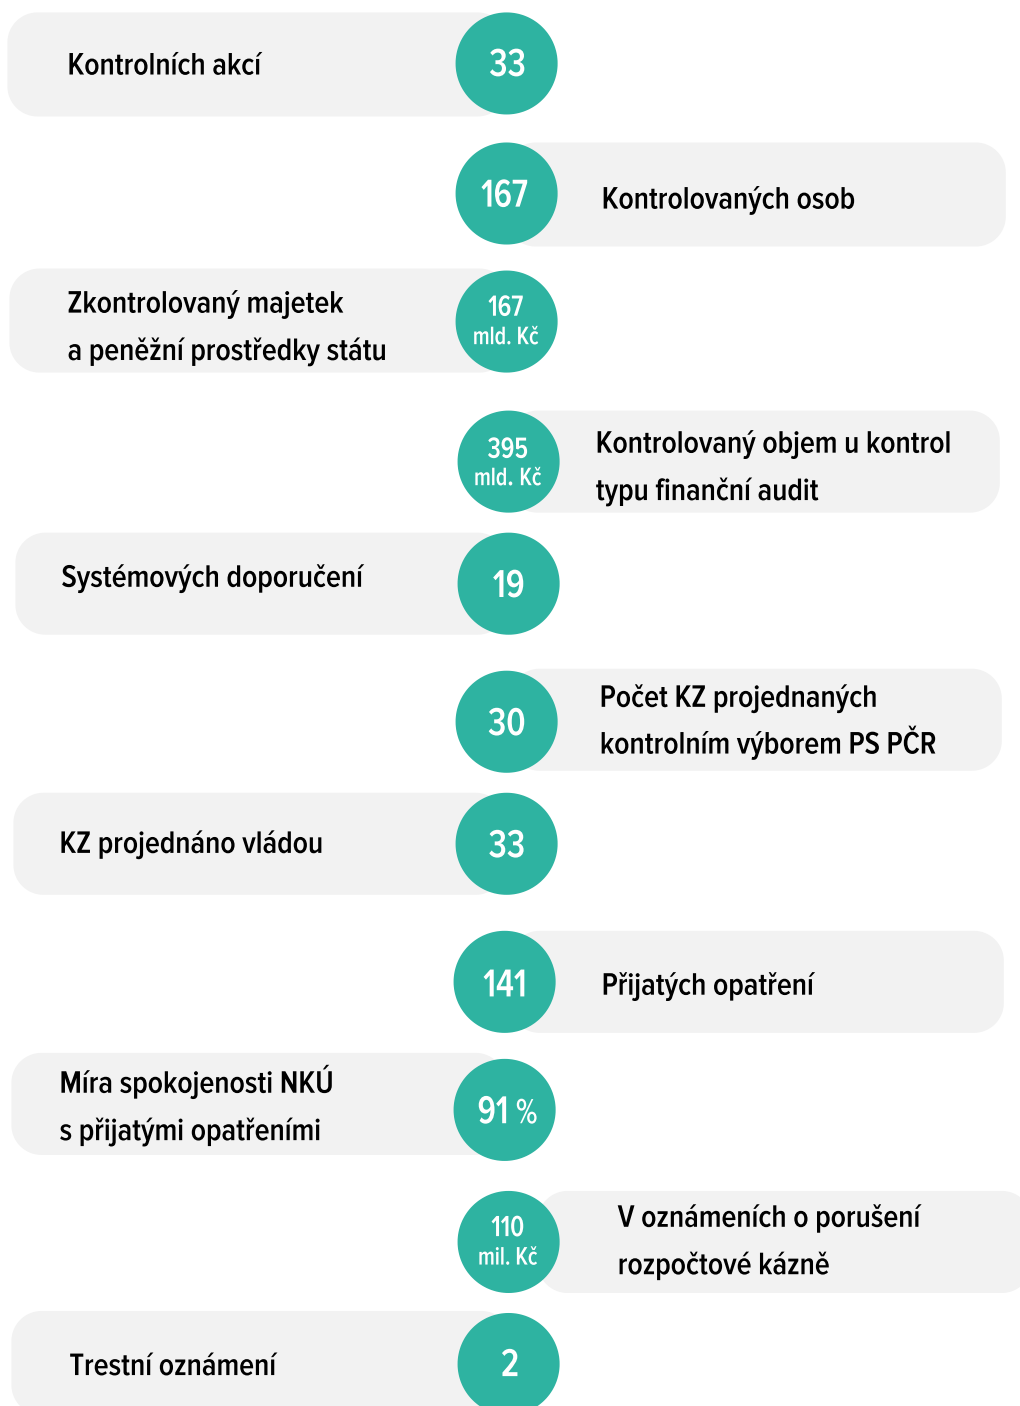 Kontrolních akcí
33
167
Kontrolovaných osob
Zkontrolovaný majetek
a peněžní prostředky státu
167
mld. Kč
395
mld. Kč
Kontrolovaný objem u kontrol
typu finanční audit
Systémových doporučení
19
30
Počet KZ projednaných
kontrolním výborem PS PČR
KZ projednáno vládou
33
141
Přijatých opatření
Míra spokojenosti NKÚ
s přijatými opatřeními
91 %
110
mil. Kč
V oznámeních o porušení
rozpočtové kázně
Trestní oznámení
2